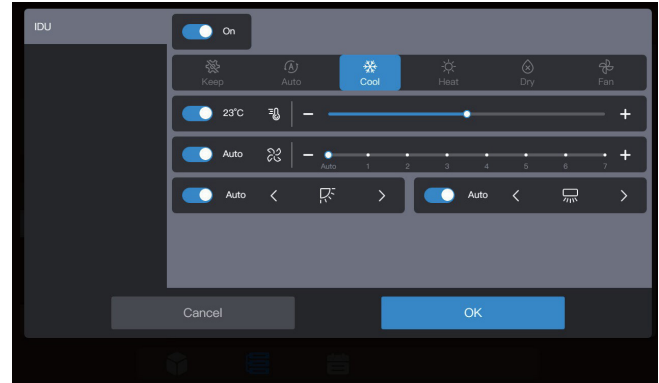 IDU
On
Keep
Auto
Cool
Heat
Dry
Fan
23°C
Auto
Auto 1 2 3 4 5 6 7
Auto
Auto
Cancel
OK